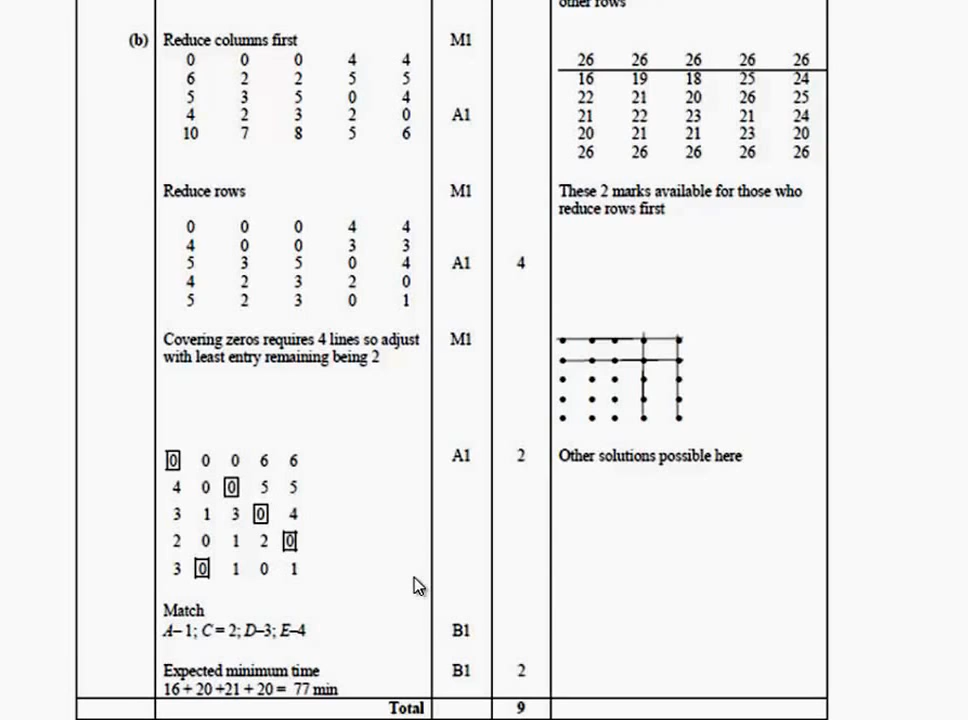 other rows
(b) Reduce columns first M1
0 0 0 4 4
6 2 2 5 5
5 3 5 0 4
4 2 3 2 0 A1
10 7 8 5 6
26 26 26 26 26
16 19 18 25 24
22 21 20 26 25
21 22 23 21 24
20 21 21 23 20
26 26 26 26 26
Reduce rows M1
These 2 marks available for those who
reduce rows first
0 0 0 4 4
4 0 0 3 3
5 3 5 0 4 A1 4
4 2 3 2 0
5 2 3 0 1
Covering zeros requires 4 lines so adjust M1
with least entry remaining being 2
0 0 0 6 6 A1 2 Other solutions possible here
4 0 0 5 5
3 1 3 0 4
2 0 1 2 0
3 0 1 0 1
Match
A–1; C = 2; D–3; E–4 B1
Expected minimum time B1 2
16 + 20 +21 + 20 = 77 min
Total 9